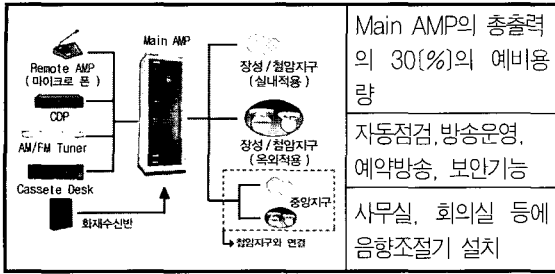 Main AMP
Remote AMP
(마이크로 폰)
CDP
AM/FM Tuner
Cassete Desk
화재수신반
장성/첨암지구
(실내적용)
장성/첨암지구
(옥외적용)
중앙지구
첨암지구와 연결
Main AMP의 총출력
의 30(%)의 예비용
량
자동점검,방송운영,
예약방송, 보안기능
사무실, 회의실 등에
음향조절기 설치